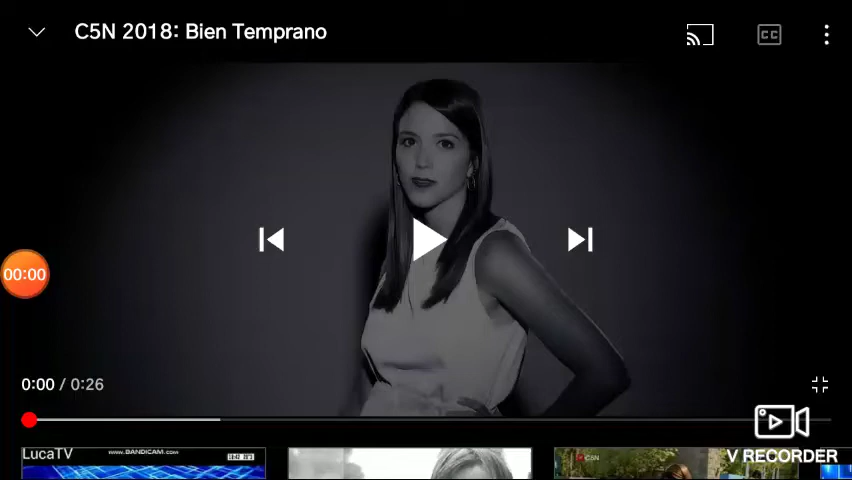 C5N 2018: Bien Temprano
CC
00:00
0:00 / 0:26
LucaTV
www.BANDICAM.com
C5N
V RECORDER